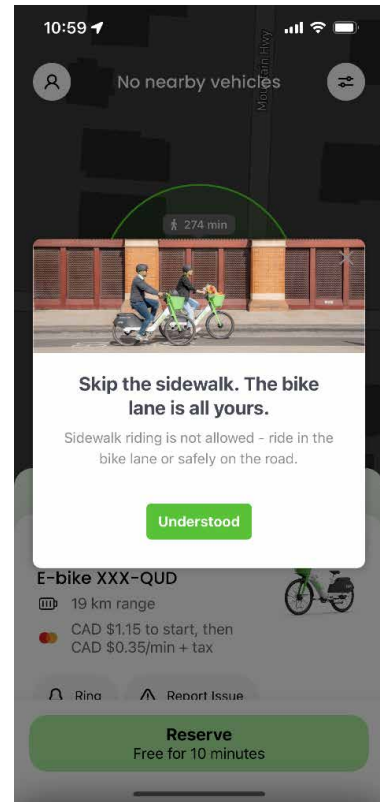 10:59
No nearby vehicles
Mountain Hwy
274 min
Skip the sidewalk. The bike
lane is all yours.
Sidewalk riding is not allowed - ride in the
bike lane or safely on the road.
Understood
E-bike XXX-QUD
19 km range
CAD $1.15 to start, then
CAD $0.35/min + tax
Ring
Report Issue
Reserve
Free for 10 minutes